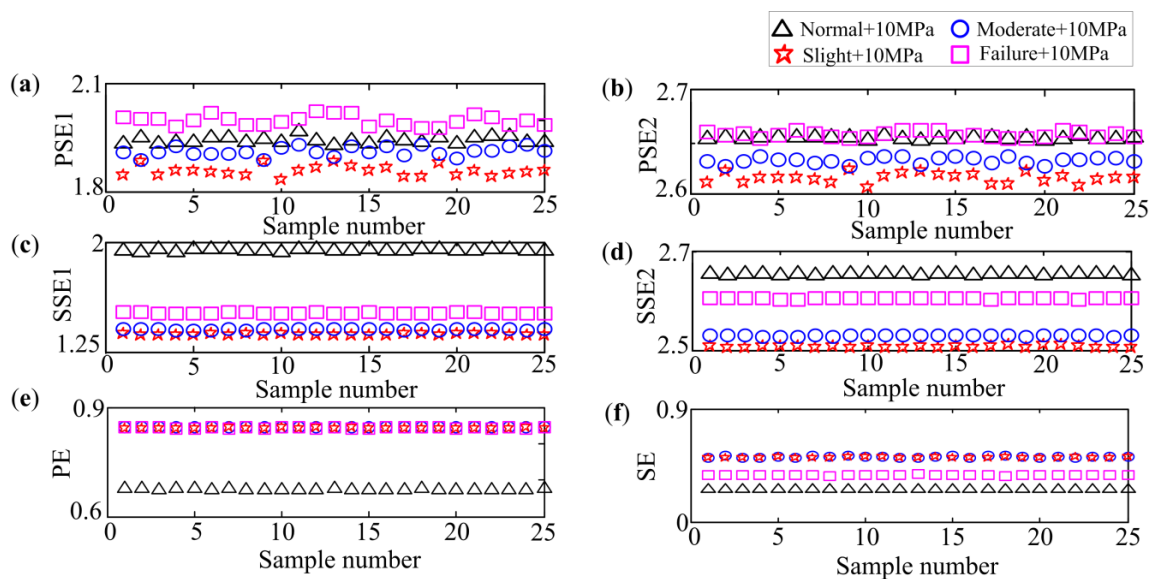 Normal+10MPa Moderate+10MPa
Slight+10MPa Failure+10MPa
(a) 2.1 PSE1 1.8
0 5 10 15 20 25
Sample number
(b) 2.7 PSE2 2.6
0 5 10 15 20 25
Sample number
(c) 2 SSE1 1.25
0 5 10 15 20 25
Sample number
(d) 2.7 SSE2 2.5
0 5 10 15 20 25
Sample number
(e) 0.9 PE 0.6
0 5 10 15 20 25
Sample number
(f) 0.9 SE 0
0 5 10 15 20 25
Sample number